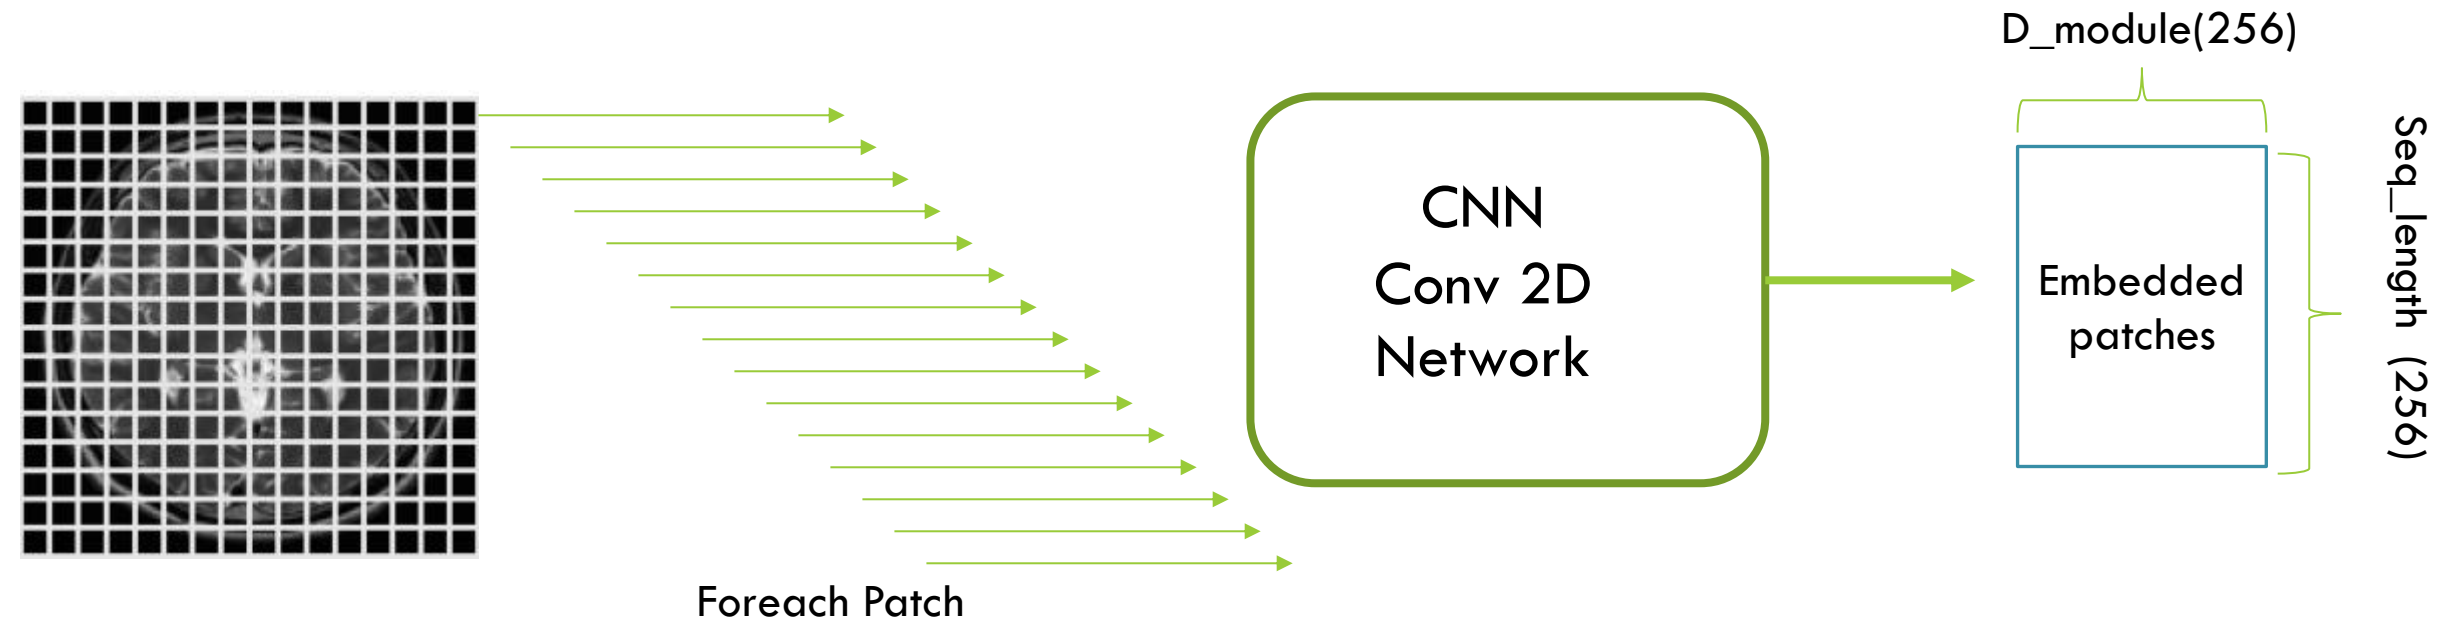 Foreach Patch
CNN
Conv 2D
Network
D_module(256)
Embedded
patches
Seq_length (256)